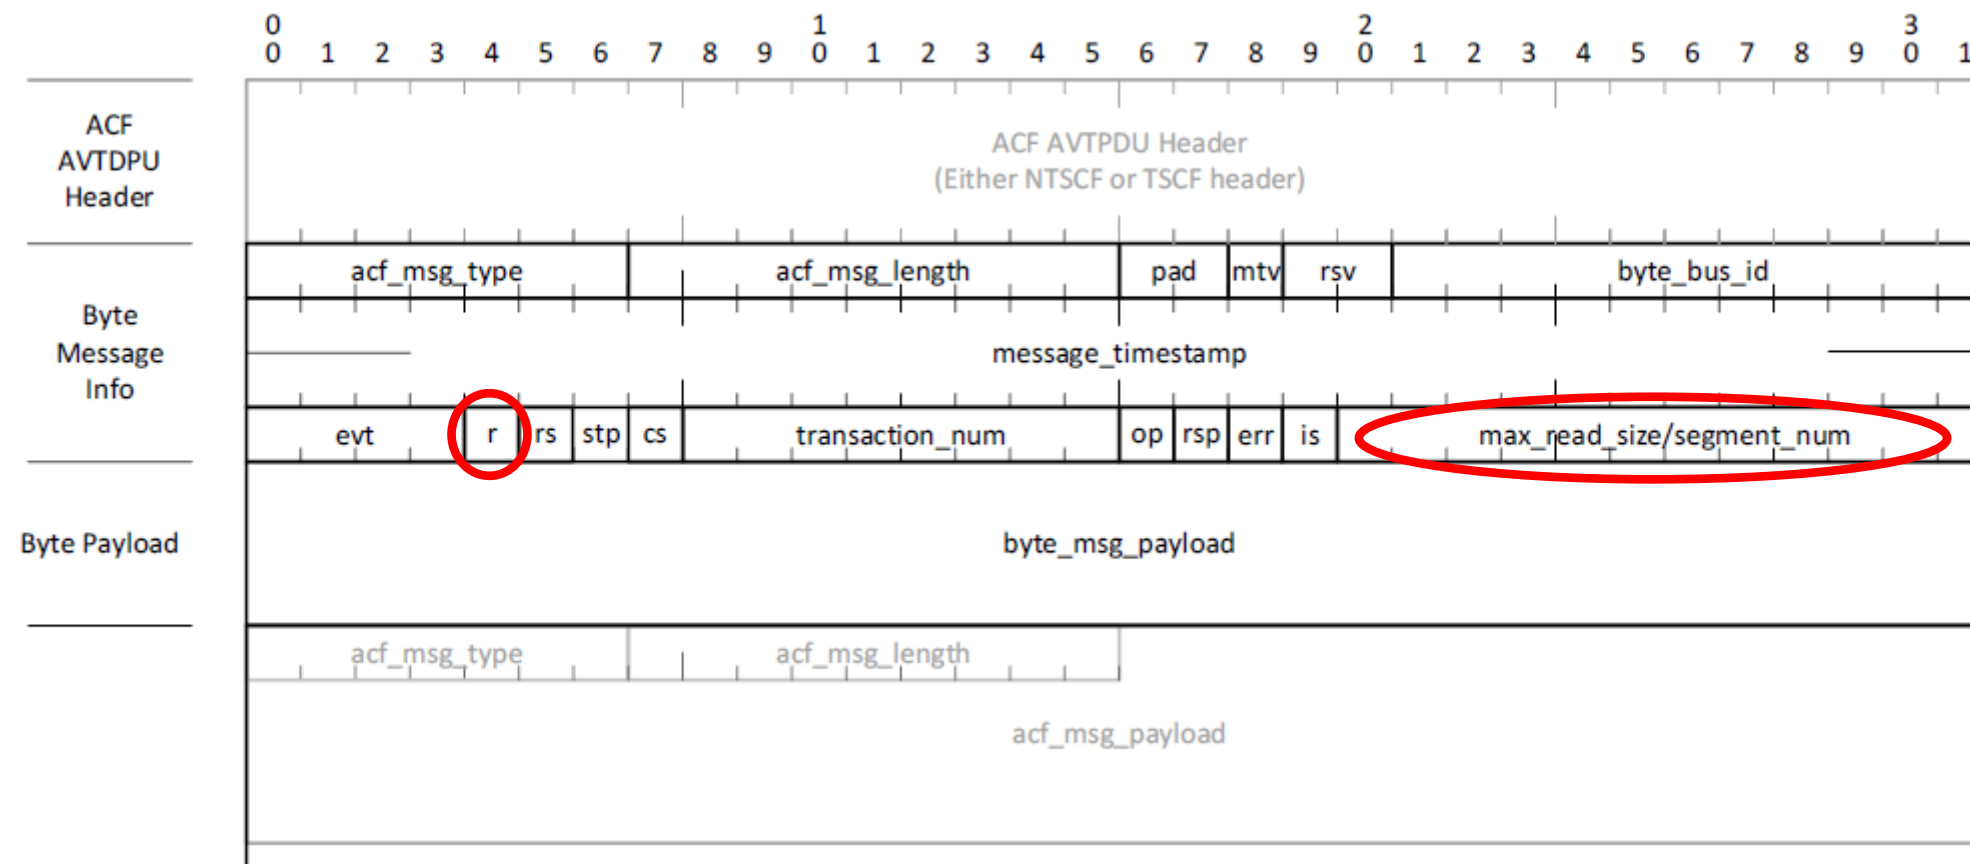 0 1 2 3
0 1 2 3 4 5 6 7 8 9 0 1 2 3 4 5 6 7 8 9 0 1 2 3 4 5 6 7 8 9 0 1
ACF
AVTDPU
Header
ACF AVTPDU Header
(Either NTSCF or TSCF header)
Byte
Message
Info
acf_msg_type acf_msg_length pad mtv rsv byte_bus_id
message_timestamp
evt r rs stp cs transaction_num op rsp err is max_read_size/segment_num
Byte Payload
byte_msg_payload
acf_msg_type acf_msg_length
acf_msg_payload